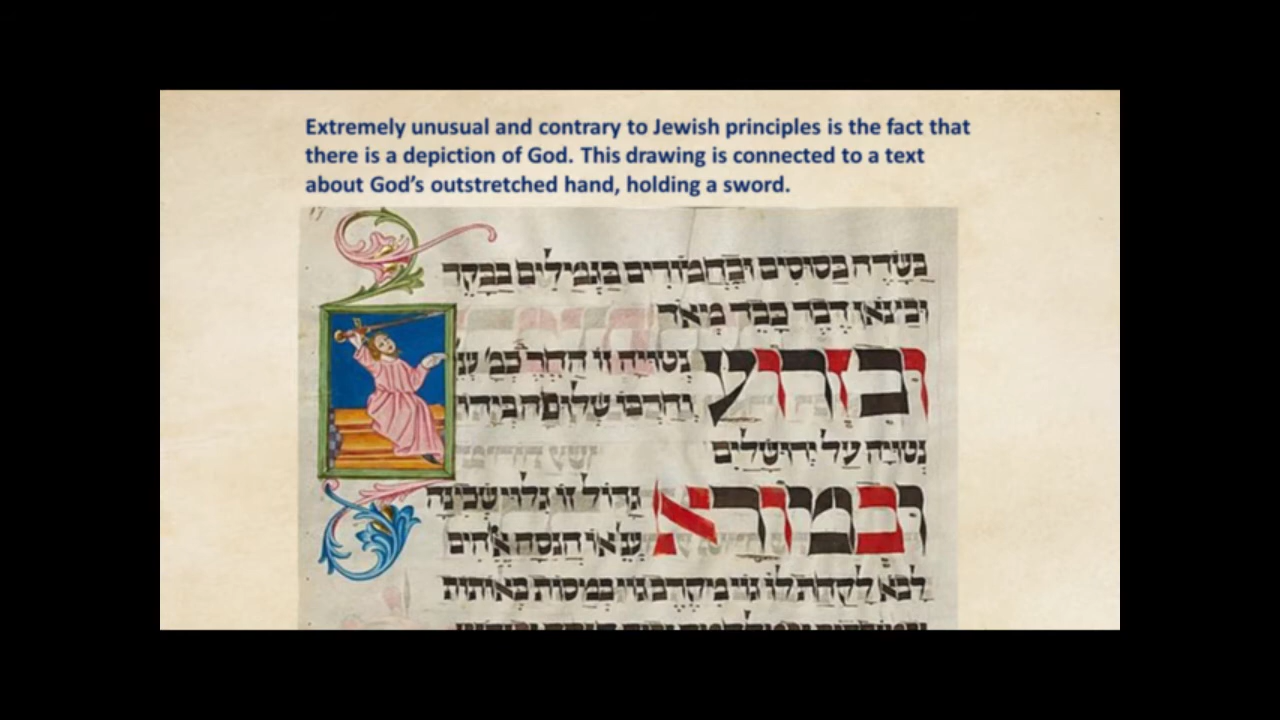 Extremely unusual and contrary to Jewish principles is the fact that
there is a depiction of God. This drawing is connected to a text
about God's outstretched hand, holding a sword.
בשדה בסוסים ובחמורים בגמילים בבקר
ובצאן דבר כבד מאד
ובזרוע נטויה זו החרב כמ'
וחרבו שלופה בידו
נטויה על ירושלים
ובמורא גדול זו גלוי שכינה
או הנסה אלהים
לבא לקחת לו גוי מקרב גוי במסות באותות